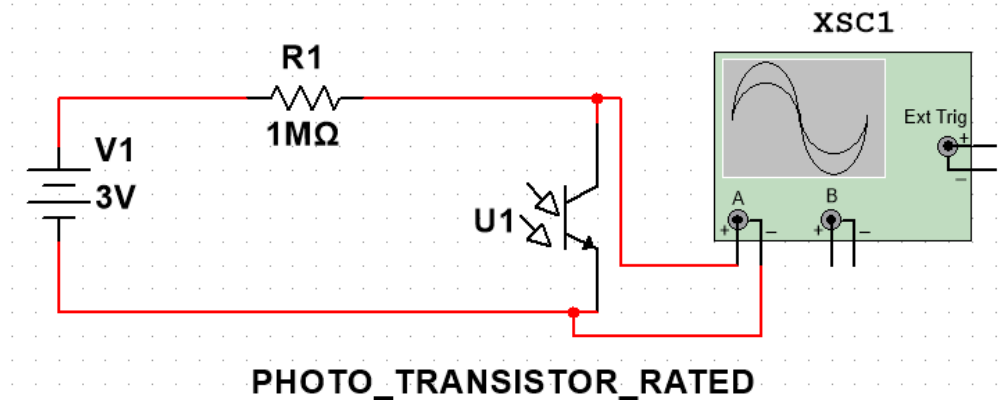 XSC1
R1
1MΩ
V1
3V
U1
Ext Trig
+
_
A
B
+
_
+
_
PHOTO_TRANSISTOR_RATED